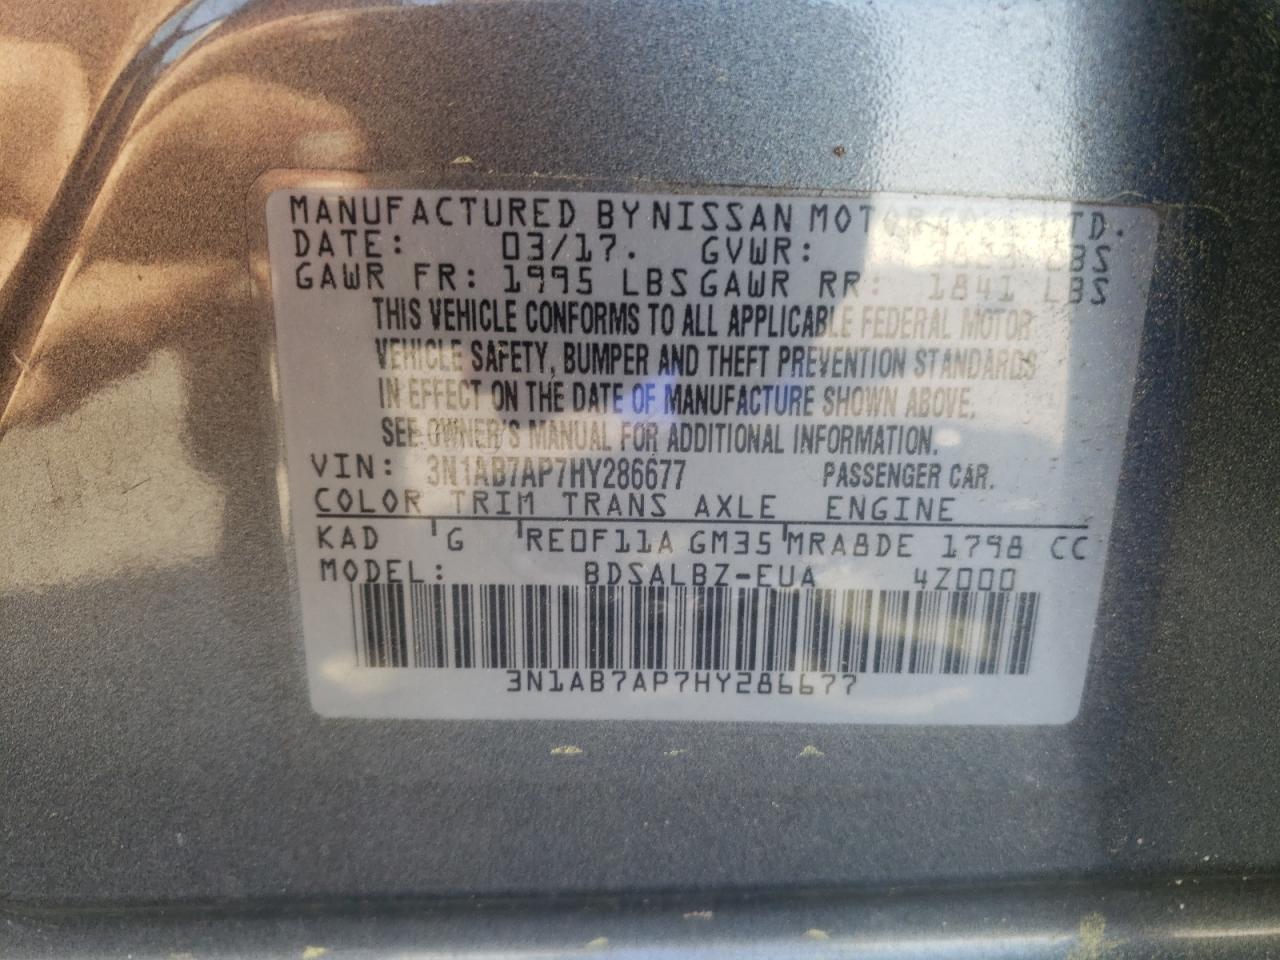 MANUFACTURED BY NISSAN MOTOR LTD.
DATE: 03/17. GVWR: LBS
GAWR FR: 1995 LBS GAWR RR: 1841 LBS
THIS VEHICLE CONFORMS TO ALL APPLICABLE FEDERAL MOTOR
VEHICLE SAFETY, BUMPER AND THEFT PREVENTION STANDARDS
IN EFFECT ON THE DATE OF MANUFACTURE SHOWN ABOVE.
SEE OWNER'S MANUAL FOR ADDITIONAL INFORMATION.
VIN: 3N1AB7AP7HY286677 PASSENGER CAR.
COLOR TRIM TRANS AXLE ENGINE
KAD G RE0F11A GM35 MRA8DE 1798 CC
MODEL: BDSALBZ-EUA 4Z000
3N1AB7AP7HY286677